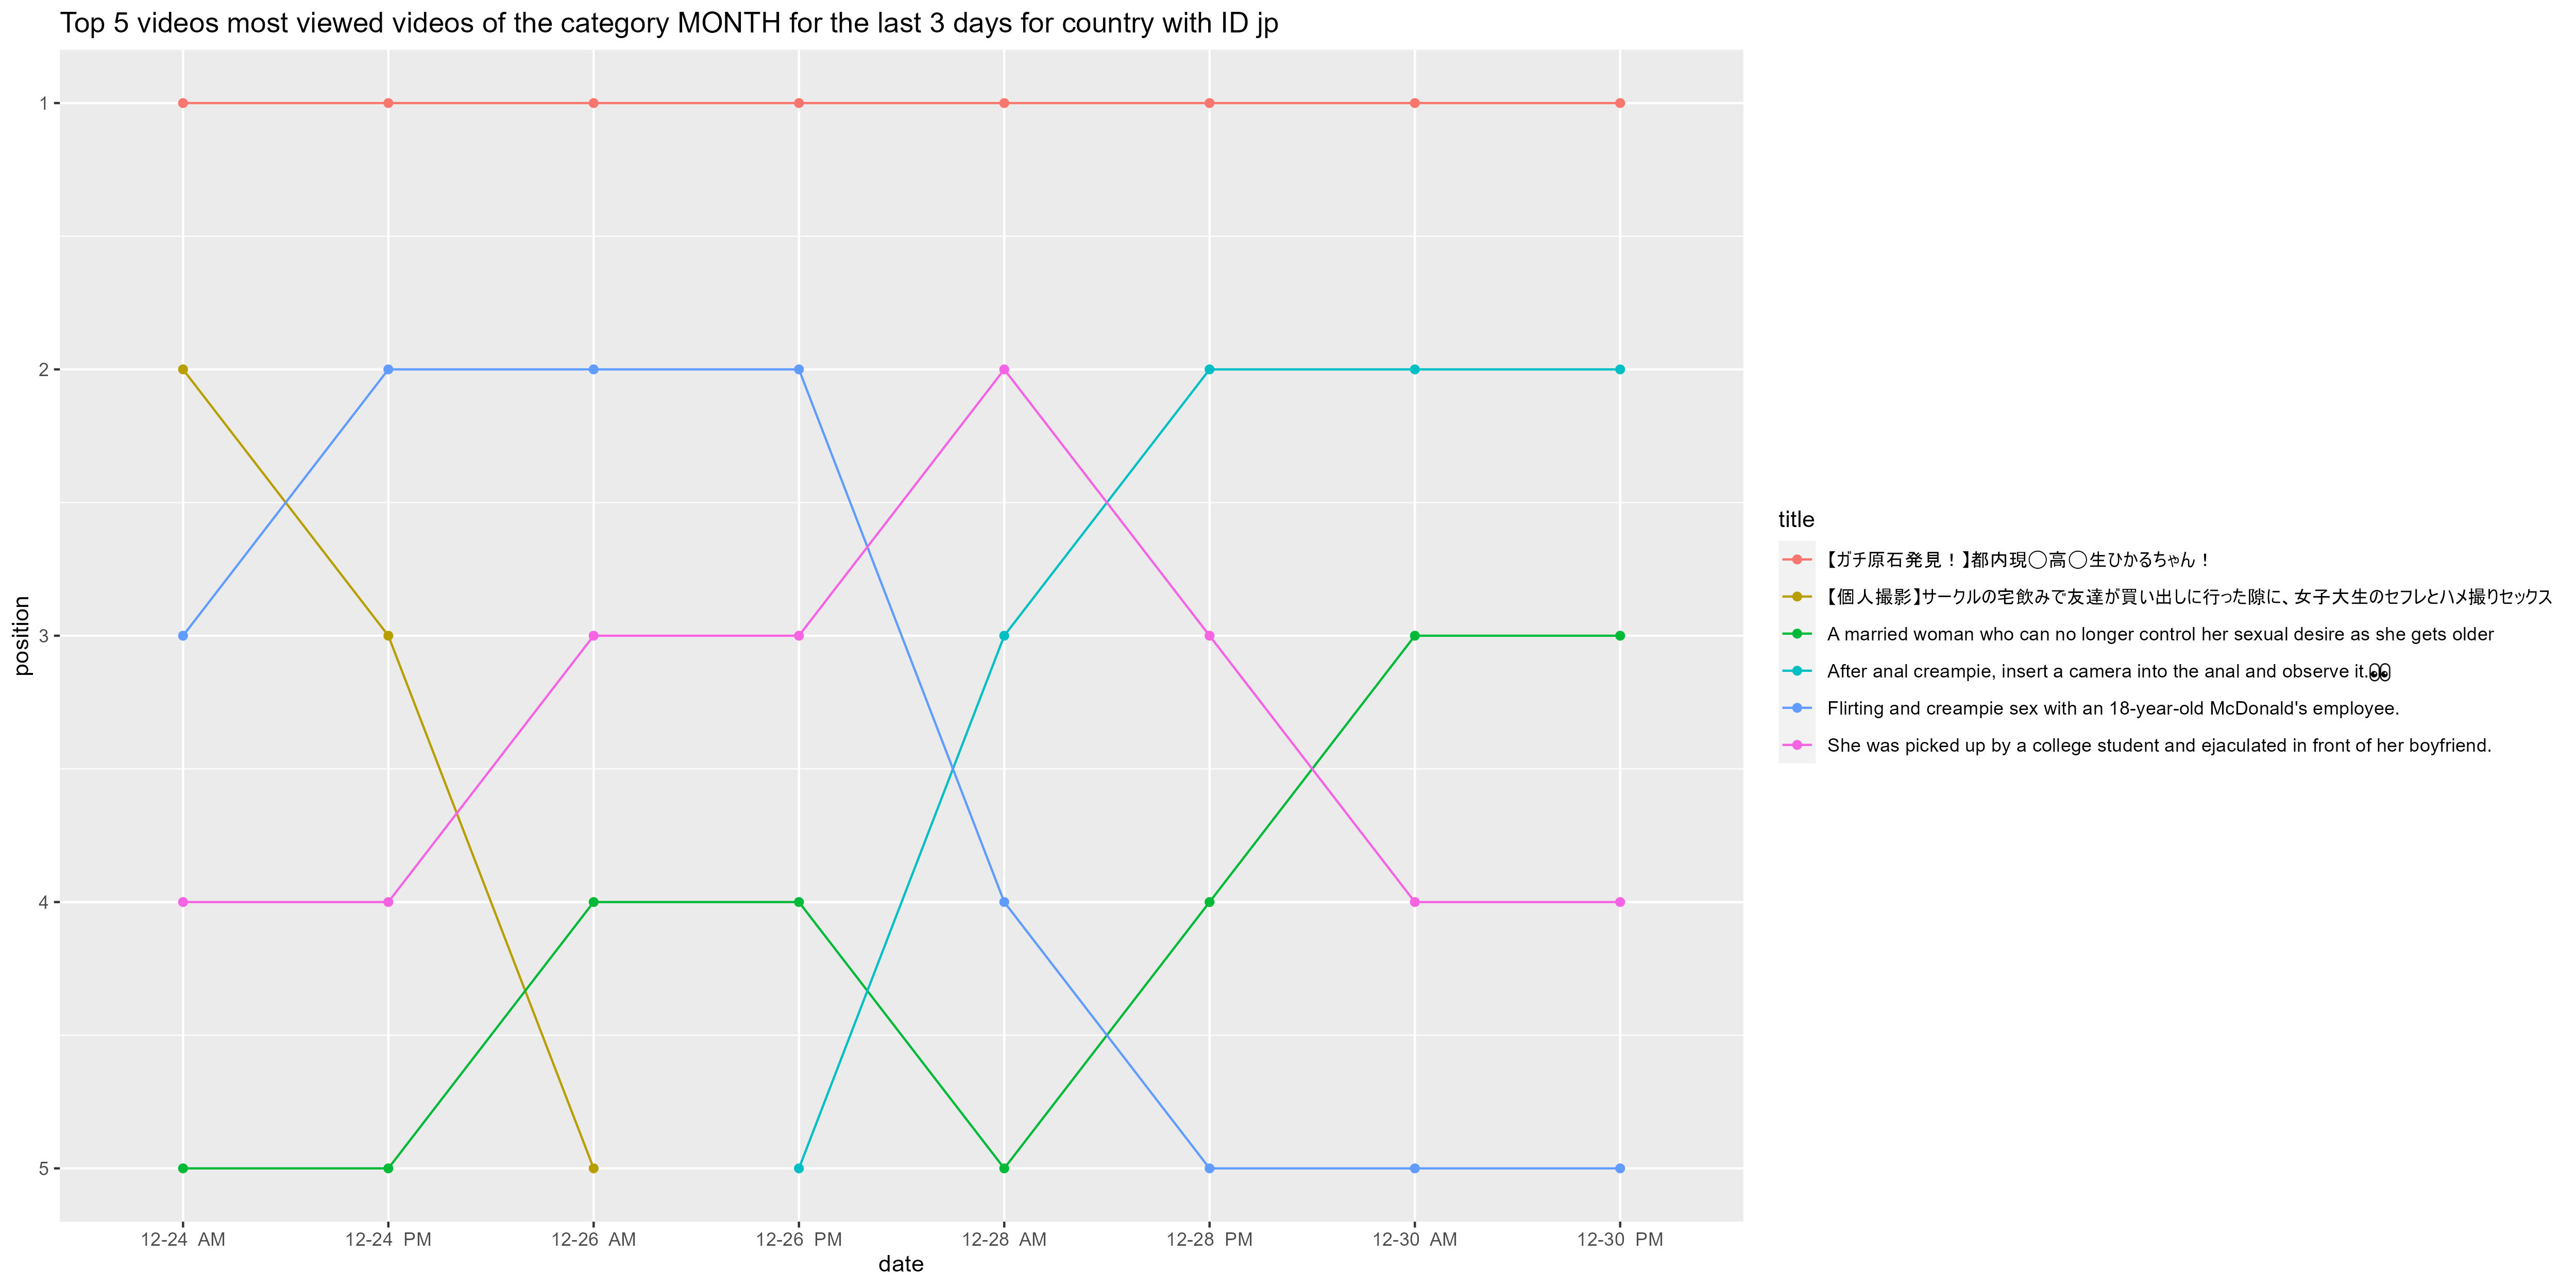 Top 5 videos most viewed videos of the category MONTH for the last 3 days for country with ID jp
1
2
3
4
5
position
12-24 AM
12-24 PM
12-26 AM
12-26 PM
12-28 AM
12-28 PM
12-30 AM
12-30 PM
date
title
【ガチ原石発見！】都内現◯高◯生ひかるちゃん！
【個人撮影】サークルの宅飲みで友達が買い出しに行った隙に、女子大生のセフレとハメ撮りセックス
A married woman who can no longer control her sexual desire as she gets older
After anal creampie, insert a camera into the anal and observe it.👀
Flirting and creampie sex with an 18-year-old McDonald's employee.
She was picked up by a college student and ejaculated in front of her boyfriend.